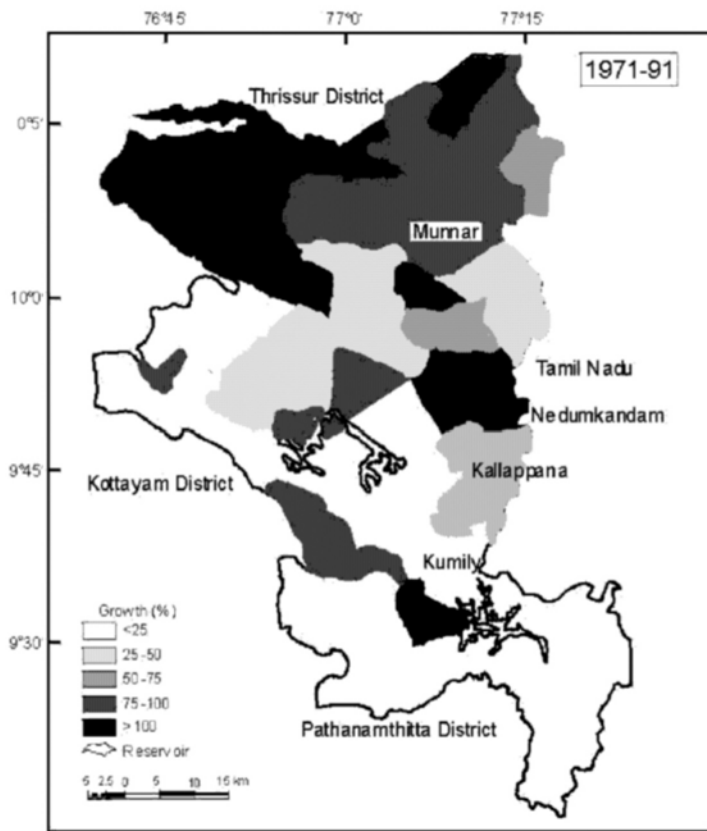 76°45' 77°0' 77°15'
1971-91
Thrissur District
0°5'
Munnar
10°0'
Tamil Nadu
Nedumkandam
9°45'
Kallappana
Kottayam District
Kumily
Growth (%)
<25
9°30'
25-50
50-75
75-100
>100
Pathanamthitta District
Reservoir
5 2.5 0 5 10 15 km